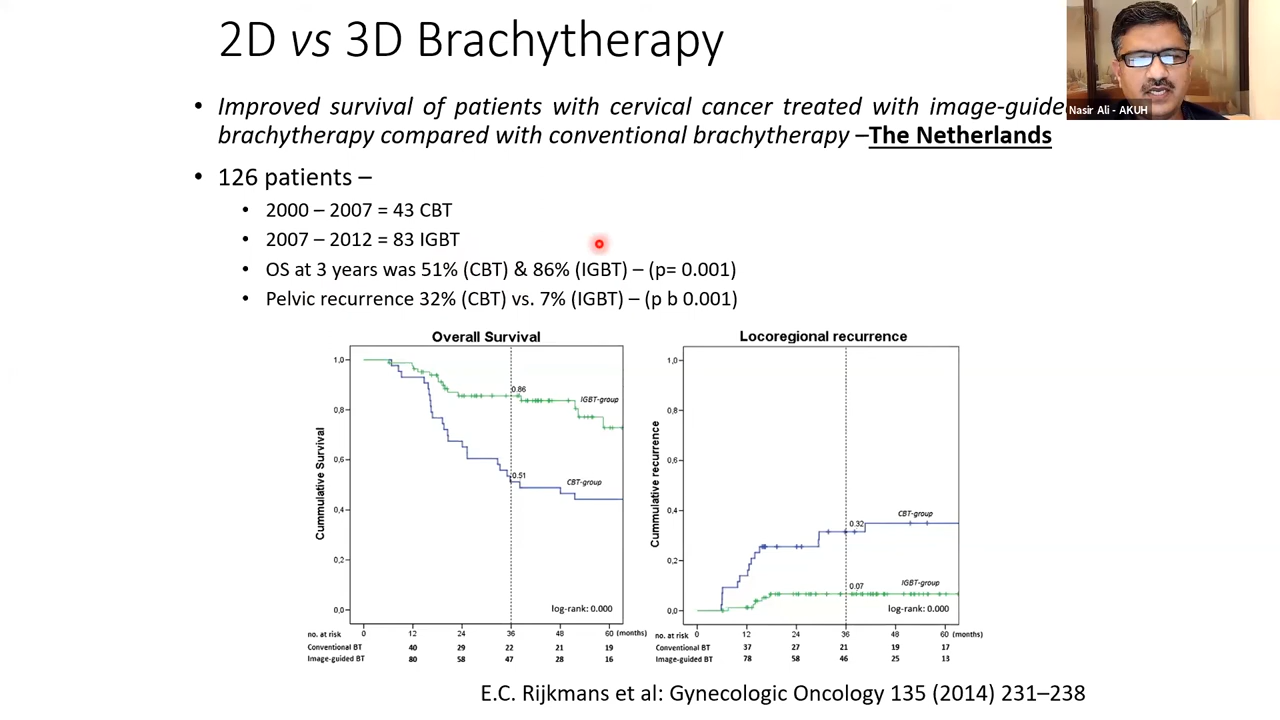 2D vs 3D Brachytherapy
Nasir Ali - AKUH
• Improved survival of patients with cervical cancer treated with
brachytherapy compared with conventional brachytherapy –The Netherlands
• 126 patients –
• 2000 – 2007 = 43 CBT
• 2007 – 2012 = 83 IGBT
• OS at 3 years was 51% (CBT) & 86% (IGBT) – (p= 0.001)
• Pelvic recurrence 32% (CBT) vs. 7% (IGBT) – (p b 0.001)
Overall Survival
Cummulative Survival
1,0
0,8
0,6
0,4
0,2
0,0
0.86
IGBT-group
0.51
CBT-group
log-rank: 0.000
no. at risk 0 12 24 36 48 60 (months)
Conventional BT 40 29 22 21 19
Image-guided BT 80 58 47 28 16
Locoregional recurrence
Cummulative recurrence
1,0
0,8
0,6
0,4
0,2
0,0
CBT-group
0.32
IGBT-group
0.07
log-rank: 0.000
no. at risk 0 12 24 36 48 60 (months)
Conventional BT 37 27 21 19 17
Image-guided BT 78 58 46 25 13
E.C. Rijkmans et al: Gynecologic Oncology 135 (2014) 231–238